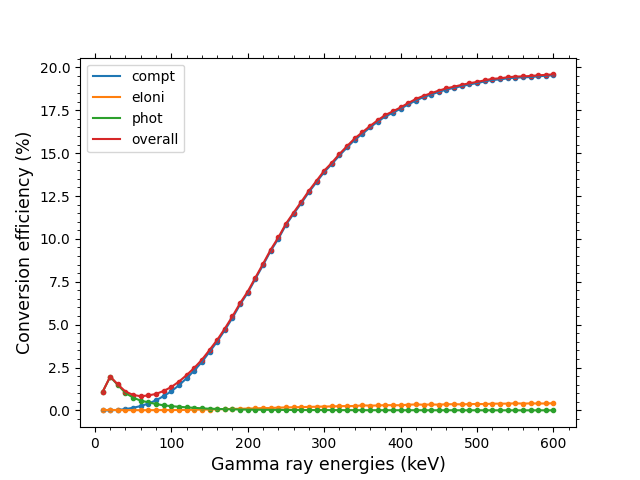 compt
eIoni
phot
overall
Conversion efficiency (%)
20.0
17.5
15.0
12.5
10.0
7.5
5.0
2.5
0.0
0 100 200 300 400 500 600
Gamma ray energies (keV)